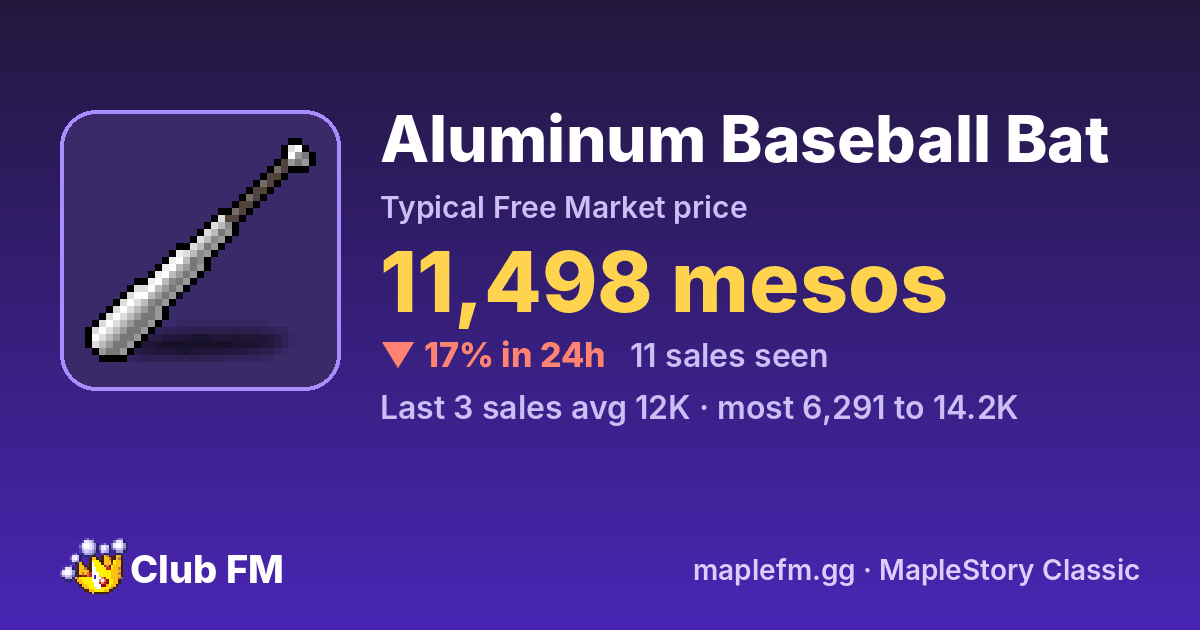 Aluminum Baseball Bat
Typical Free Market price
11,498 mesos
▼ 17% in 24h 11 sales seen
Last 3 sales avg 12K · most 6,291 to 14.2K
Club FM
maplefm.gg · MapleStory Classic